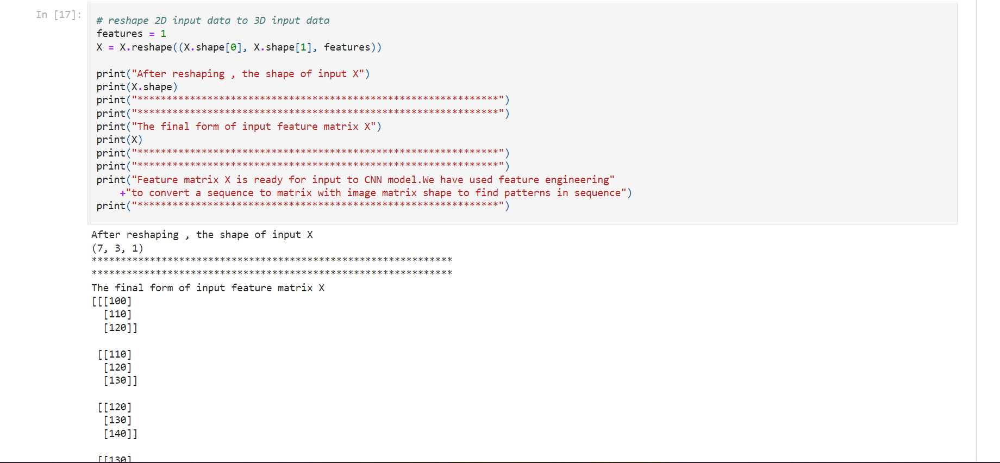 In [17]:
# reshape 2D input data to 3D input data
features = 1
X = X.reshape((X.shape[0], X.shape[1], features))
print("After reshaping , the shape of input X")
print(X.shape)
print("**************************************************************")
print("**************************************************************")
print("The final form of input feature matrix X")
print(X)
print("**************************************************************")
print("**************************************************************")
print("Feature matrix X is ready for input to CNN model.We have used feature engineering"
+"to convert a sequence to matrix with image matrix shape to find patterns in sequence")
print("**************************************************************")
After reshaping , the shape of input X
(7, 3, 1)
**************************************************************
**************************************************************
The final form of input feature matrix X
[[[100]
[110]
[120]]
[[110]
[120]
[130]]
[[120]
[130]
[140]]
[[130]